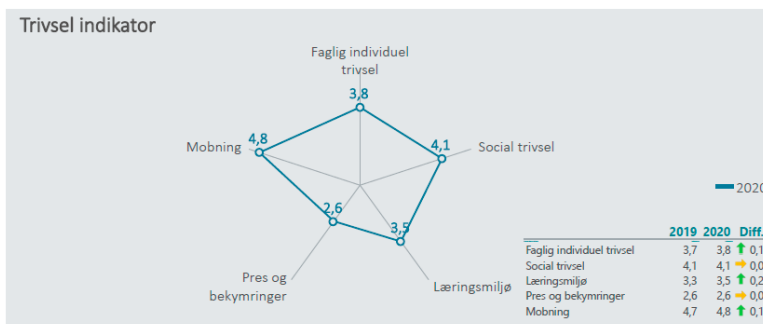 Trivsel indikator
Faglig individuel
trivsel
3,8
4,8
Mobning
4,1
Social trivsel
2,6
3,5
Pres og
bekymringer
Læringsmiljø
2020
2019 2020 Diff.
Faglig individuel trivsel 3,7 3,8 0,1
Social trivsel 4,1 4,1 0,0
Læringsmiljø 3,3 3,5 0,2
Pres og bekymringer 2,6 2,6 0,0
Mobning 4,7 4,8 0,1